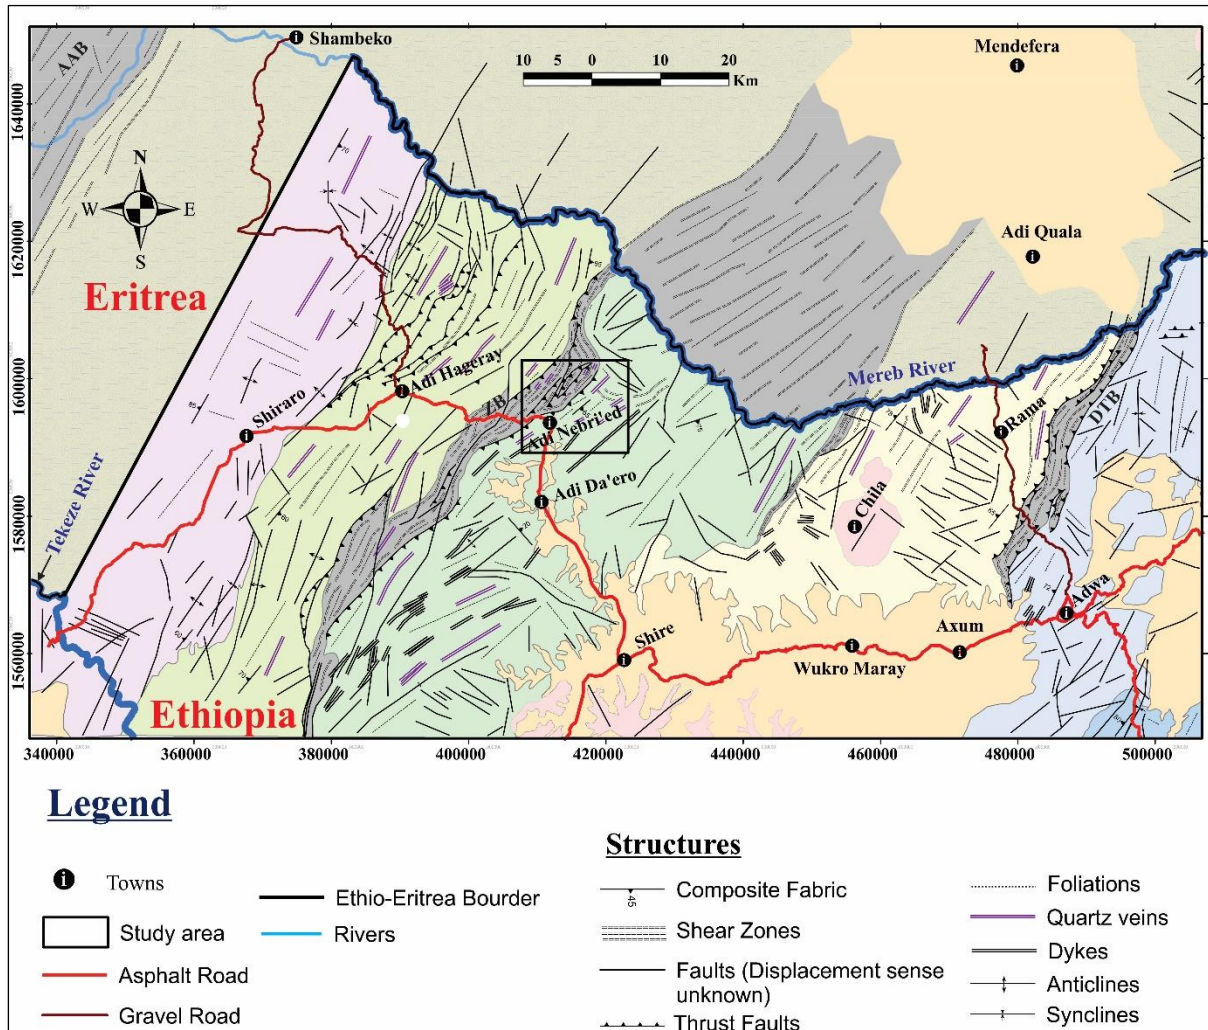 Shambeko
Mendefera
AAB
10 5 0 10 20
Km
N
W E
S
Adi Quala
Eritrea
Mereb River
Adi Hageray
Shiraro
ZB
Adi Nebri'ed
Rama
DTB
Adi Da'ero
Chila
Tekeze River
Adwa
Shire
Axum
Wukro Maray
Ethiopia
1640000
1620000
1600000
1580000
1560000
340000 360000 380000 400000 420000 440000 460000 480000 500000
Legend
Towns
Study area
Asphalt Road
Gravel Road
Ethio-Eritrea Bourder
Rivers
Structures
Composite Fabric
45
Shear Zones
Faults (Displacement sense
unknown)
Thrust Faults
Foliations
Quartz veins
Dykes
Anticlines
Synclines